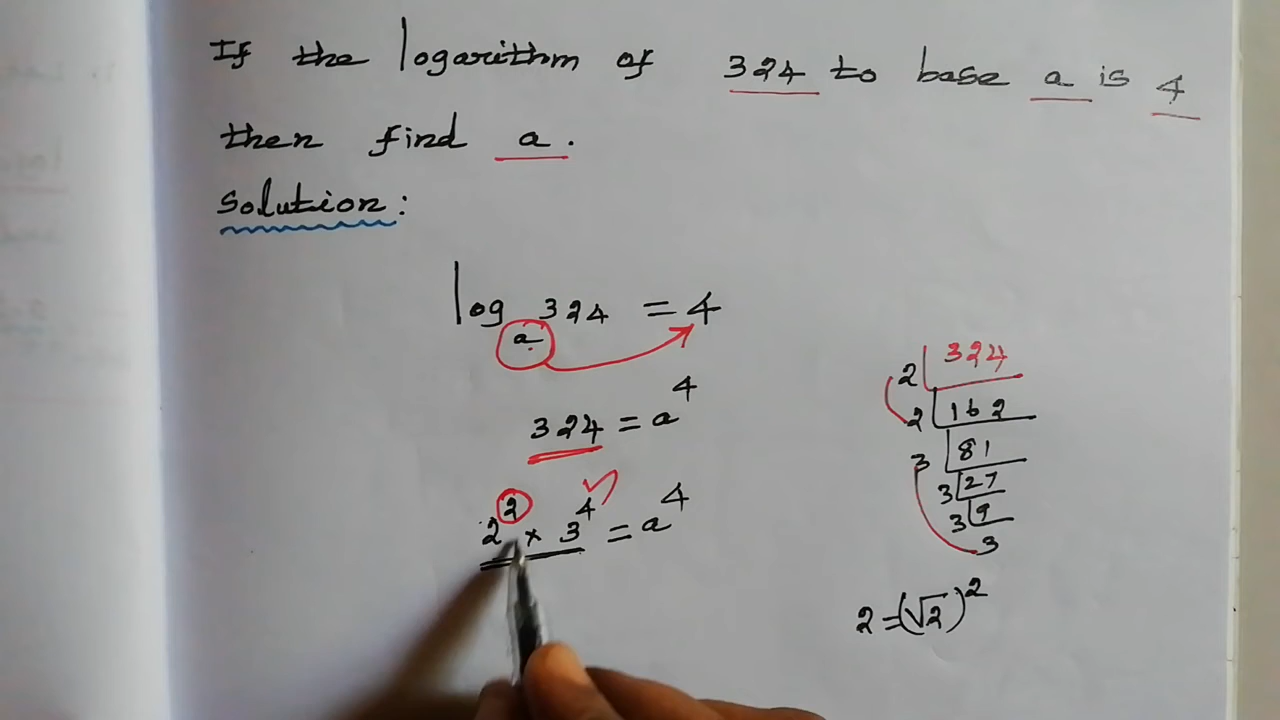 If the logarithm of 324 to base a is 4
then find a.
Solution:
log_a 324 = 4
324 = a^4
2^2 × 3^4 = a^4
2 | 324
2 | 162
3 | 81
3 | 27
3 | 9
3
2 = (√2)^2